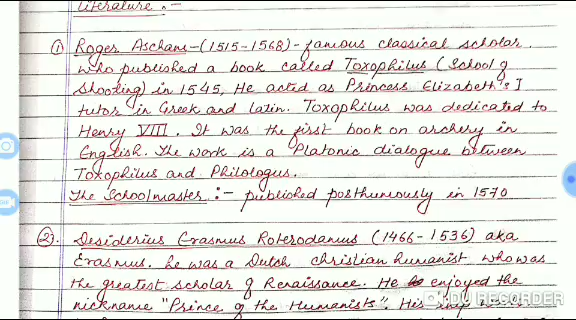 Literature :-
① Roger Ascham - (1515-1568) - famous classical scholar.
who published a book called Toxophilus (School of
Shooting) in 1545, He acted as Princess Elizabeth's I
tutor in Greek and Latin. Toxophilus was dedicated to
Henry VIII. It was the first book on archery in
English. The work is a Platonic dialogue between
Toxophilus and Philologus.
The Schoolmaster :- published posthumously in 1570
②. Desiderius Erasmus Roterodamus (1466-1536) aka
Erasmus. he was a Dutch christian humanist who was
the greatest scholar of Renaissance. He enjoyed the
nickname "Prince of the Humanists". His imp
DU RECORDER